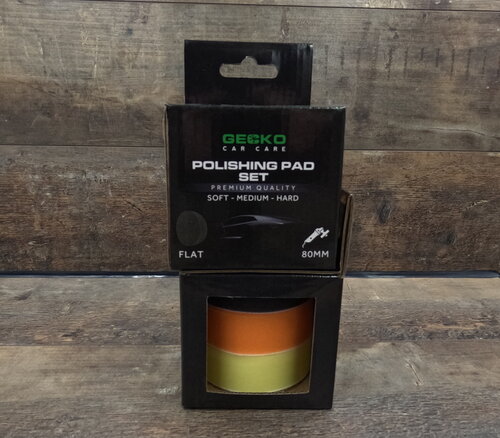 GECKO
CAR CARE
POLISHING PAD
SET
PREMIUM QUALITY
SOFT - MEDIUM - HARD
FLAT
80MM